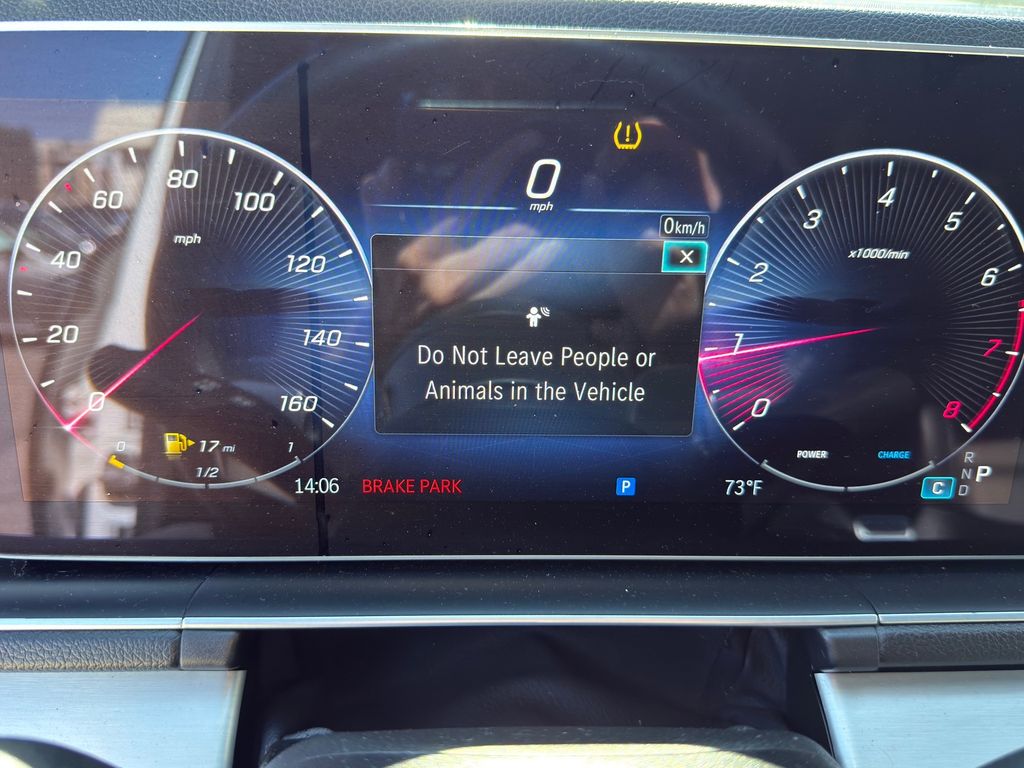 0
mph
0km/h
X
Do Not Leave People or
Animals in the Vehicle
0
20
40
60
80
100
120
140
160
mph
0
1/2
1
17 mi
0
1
2
3
4
5
6
7
8
x1000/min
POWER
CHARGE
14:06
BRAKE PARK
P
73°F
C
R
N
D
P